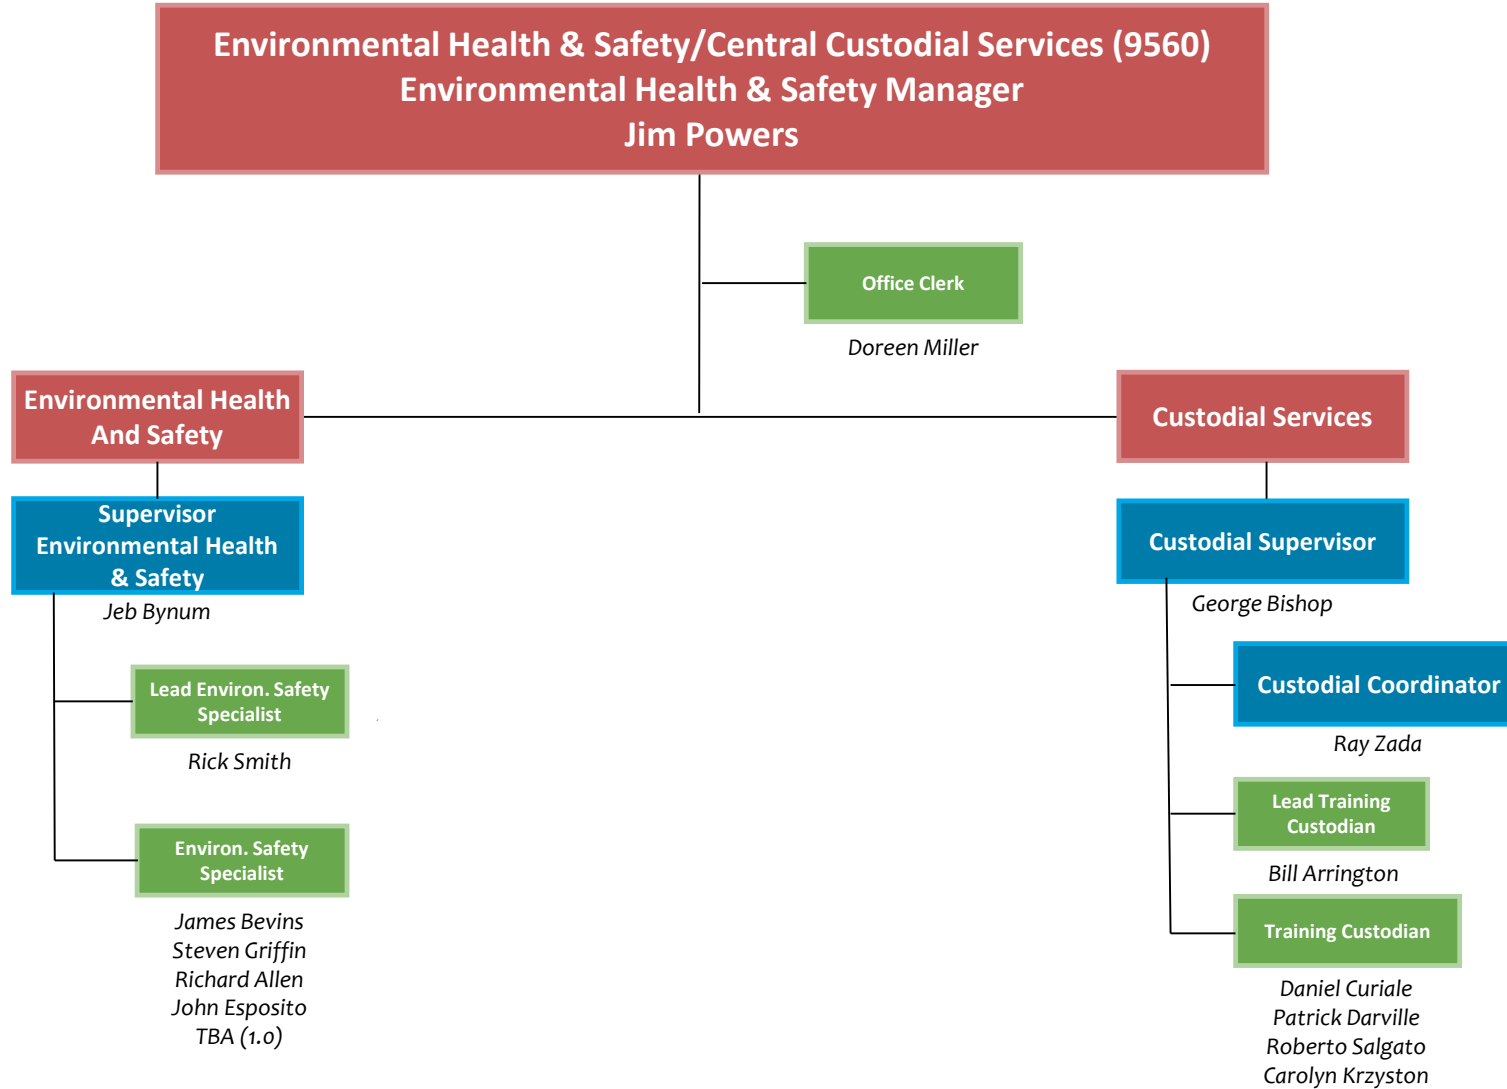 Environmental Health & Safety/Central Custodial Services (9560)
Environmental Health & Safety Manager
Jim Powers
Office Clerk
Doreen Miller
Environmental Health
And Safety
Supervisor
Environmental Health
& Safety
Jeb Bynum
Lead Environ. Safety
Specialist
Rick Smith
Environ. Safety
Specialist
James Bevins
Steven Griffin
Richard Allen
John Esposito
TBA (1.0)
Custodial Services
Custodial Supervisor
George Bishop
Custodial Coordinator
Ray Zada
Lead Training
Custodian
Bill Arrington
Training Custodian
Daniel Curiale
Patrick Darville
Roberto Salgato
Carolyn Krzyston